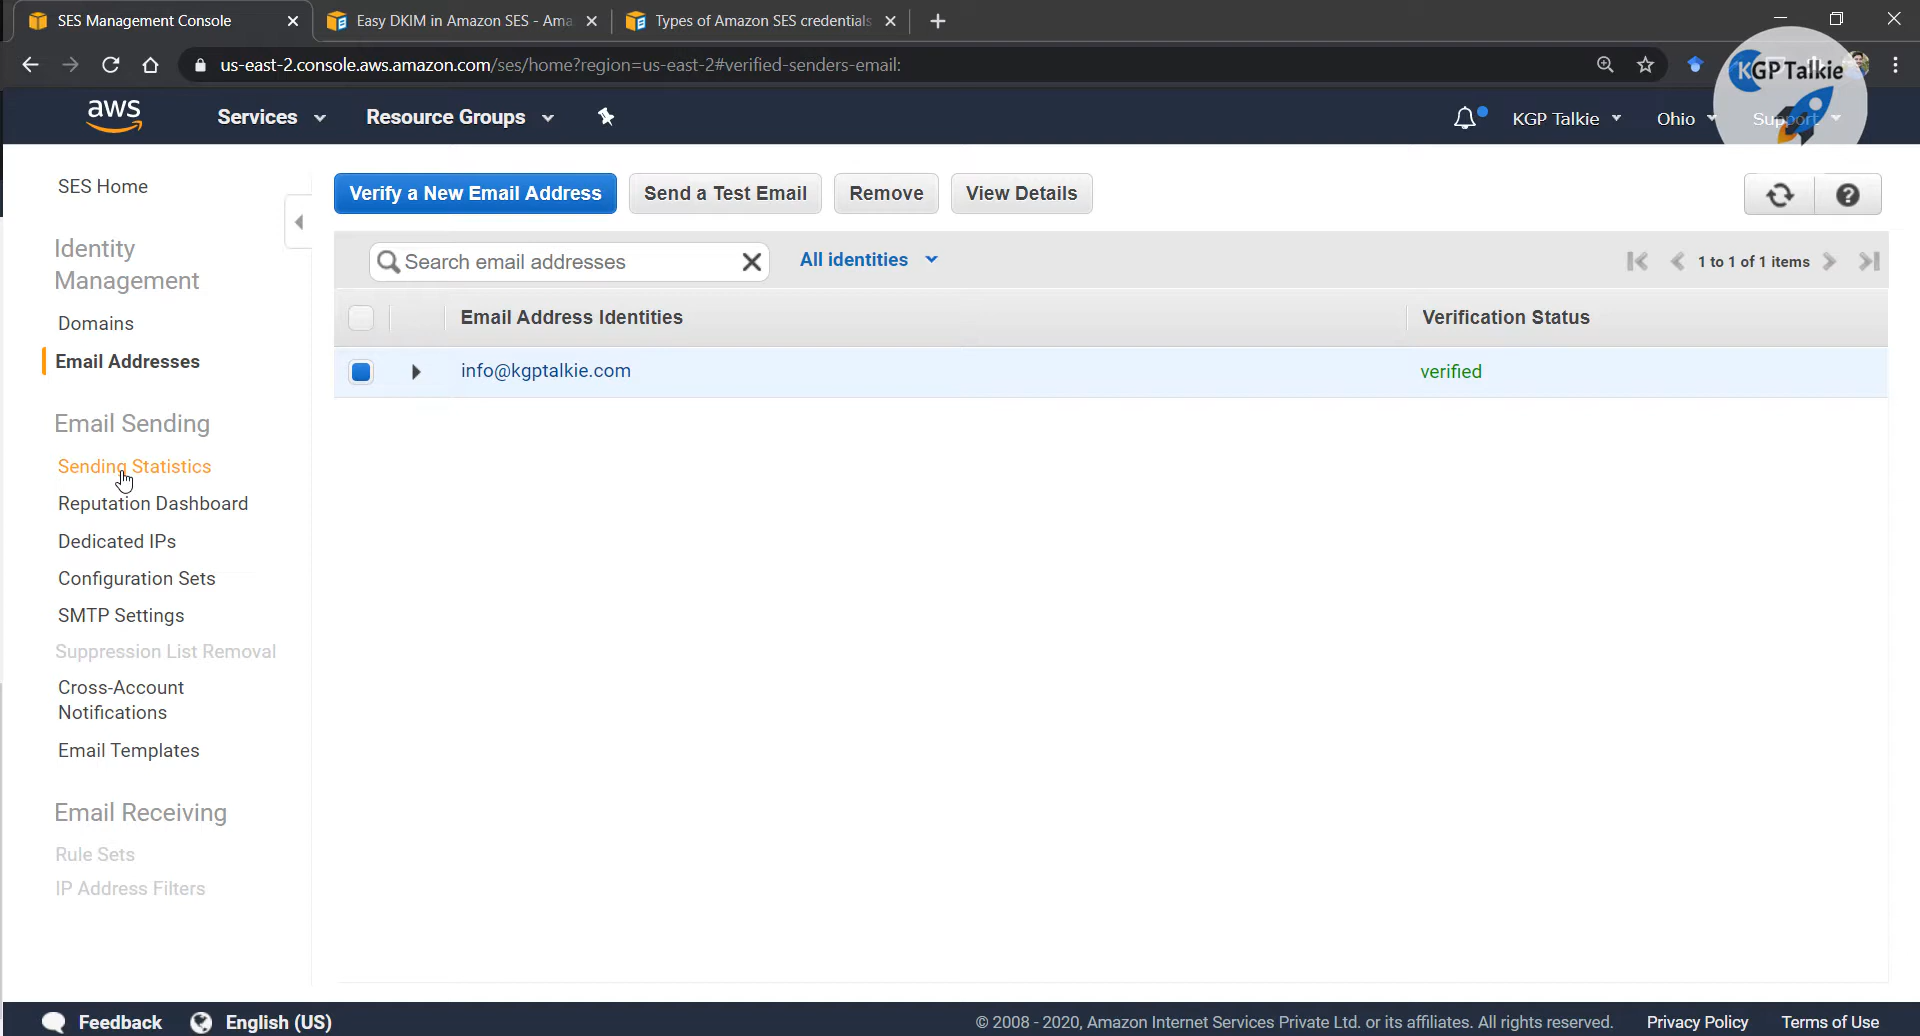 SES Management Console
Easy DKIM in Amazon SES - Ama
Types of Amazon SES credentials
us-east-2.console.aws.amazon.com/ses/home?region=us-east-2#verified-senders-email:
KGPTalkie
aws
Services
Resource Groups
KGP Talkie
Ohio
Support
SES Home
Verify a New Email Address
Send a Test Email
Remove
View Details
Identity
Management
Search email addresses
All identities
1 to 1 of 1 items
Domains
Email Address Identities
Verification Status
Email Addresses
info@kgptalkie.com
verified
Email Sending
Sending Statistics
Reputation Dashboard
Dedicated IPs
Configuration Sets
SMTP Settings
Suppression List Removal
Cross-Account
Notifications
Email Templates
Email Receiving
Rule Sets
IP Address Filters
Feedback
English (US)
© 2008 - 2020, Amazon Internet Services Private Ltd. or its affiliates. All rights reserved.
Privacy Policy
Terms of Use